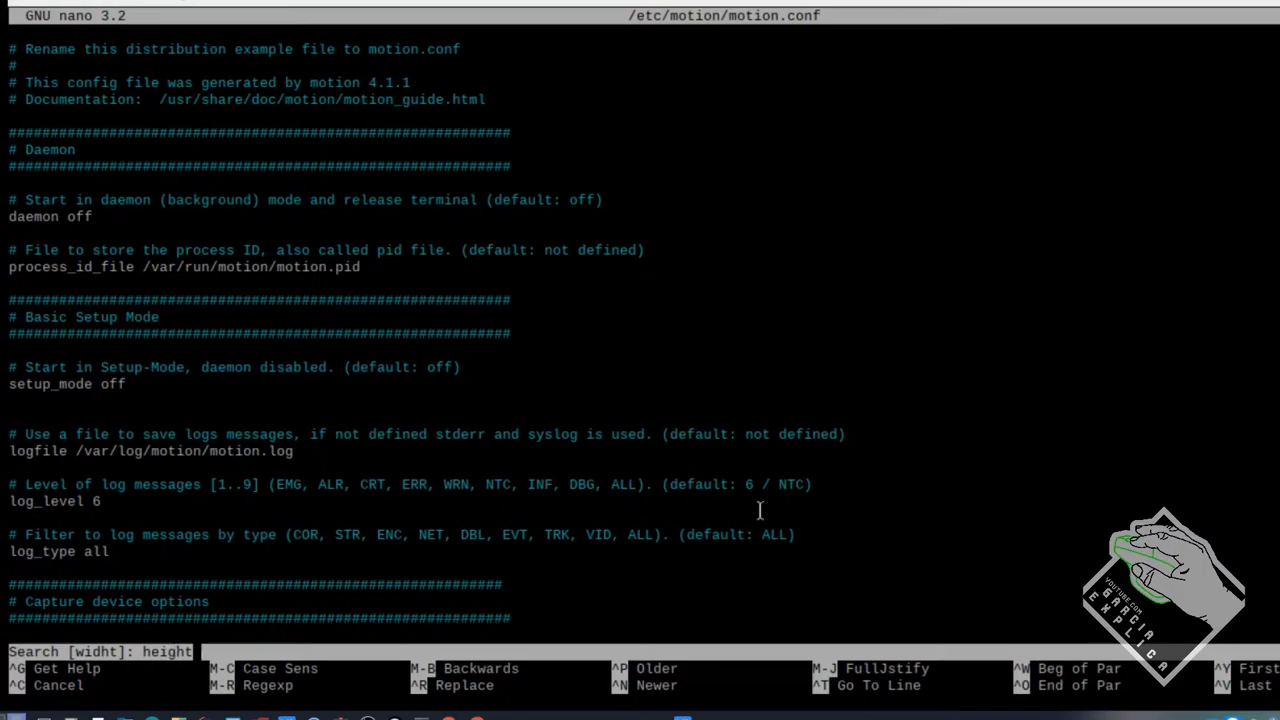 GNU nano 3.2 /etc/motion/motion.conf
# Rename this distribution example file to motion.conf
#
# This config file was generated by motion 4.1.1
# Documentation: /usr/share/doc/motion/motion_guide.html
############################################################
# Daemon
############################################################
# Start in daemon (background) mode and release terminal (default: off)
daemon off
# File to store the process ID, also called pid file. (default: not defined)
process_id_file /var/run/motion/motion.pid
############################################################
# Basic Setup Mode
############################################################
# Start in Setup-Mode, daemon disabled. (default: off)
setup_mode off
# Use a file to save logs messages, if not defined stderr and syslog is used. (default: not defined)
logfile /var/log/motion/motion.log
# Level of log messages [1..9] (EMG, ALR, CRT, ERR, WRN, NTC, INF, DBG, ALL). (default: 6 / NTC)
log_level 6
# Filter to log messages by type (COR, STR, ENC, NET, DBL, EVT, TRK, VID, ALL). (default: ALL)
log_type all
###########################################################
# Capture device options
############################################################
Search [widht]: height
^G Get Help M-C Case Sens M-B Backwards ^P Older M-J FullJstify ^W Beg of Par ^Y First
^C Cancel M-R Regexp ^R Replace ^N Newer ^T Go To Line ^O End of Par ^V Last
YOUTUBE.COM
GARCIA
EXPLICA